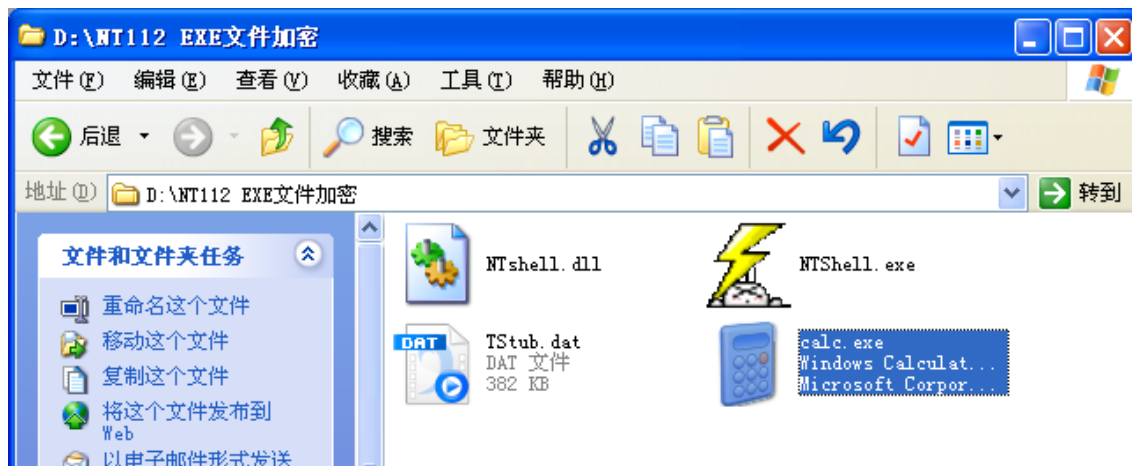 D:\NT112 EXE文件加密
文件(F) 编辑(E) 查看(V) 收藏(A) 工具(T) 帮助(H)
后退 搜索 文件夹
地址(D) D:\NT112 EXE文件加密 转到
文件和文件夹任务
重命名这个文件
移动这个文件
复制这个文件
将这个文件发布到
Web
以电子邮件形式发送
NTshell.dll
NTShell.exe
DAT
TStub.dat
DAT 文件
382 KB
calc.exe
Windows Calculat...
Microsoft Corpor...